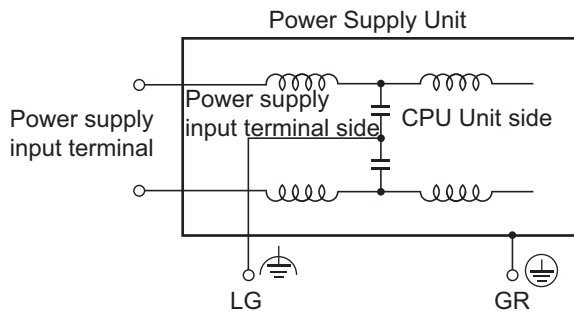 Power Supply Unit
Power supply
input terminal
Power supply
input terminal side
CPU Unit side
LG
GR